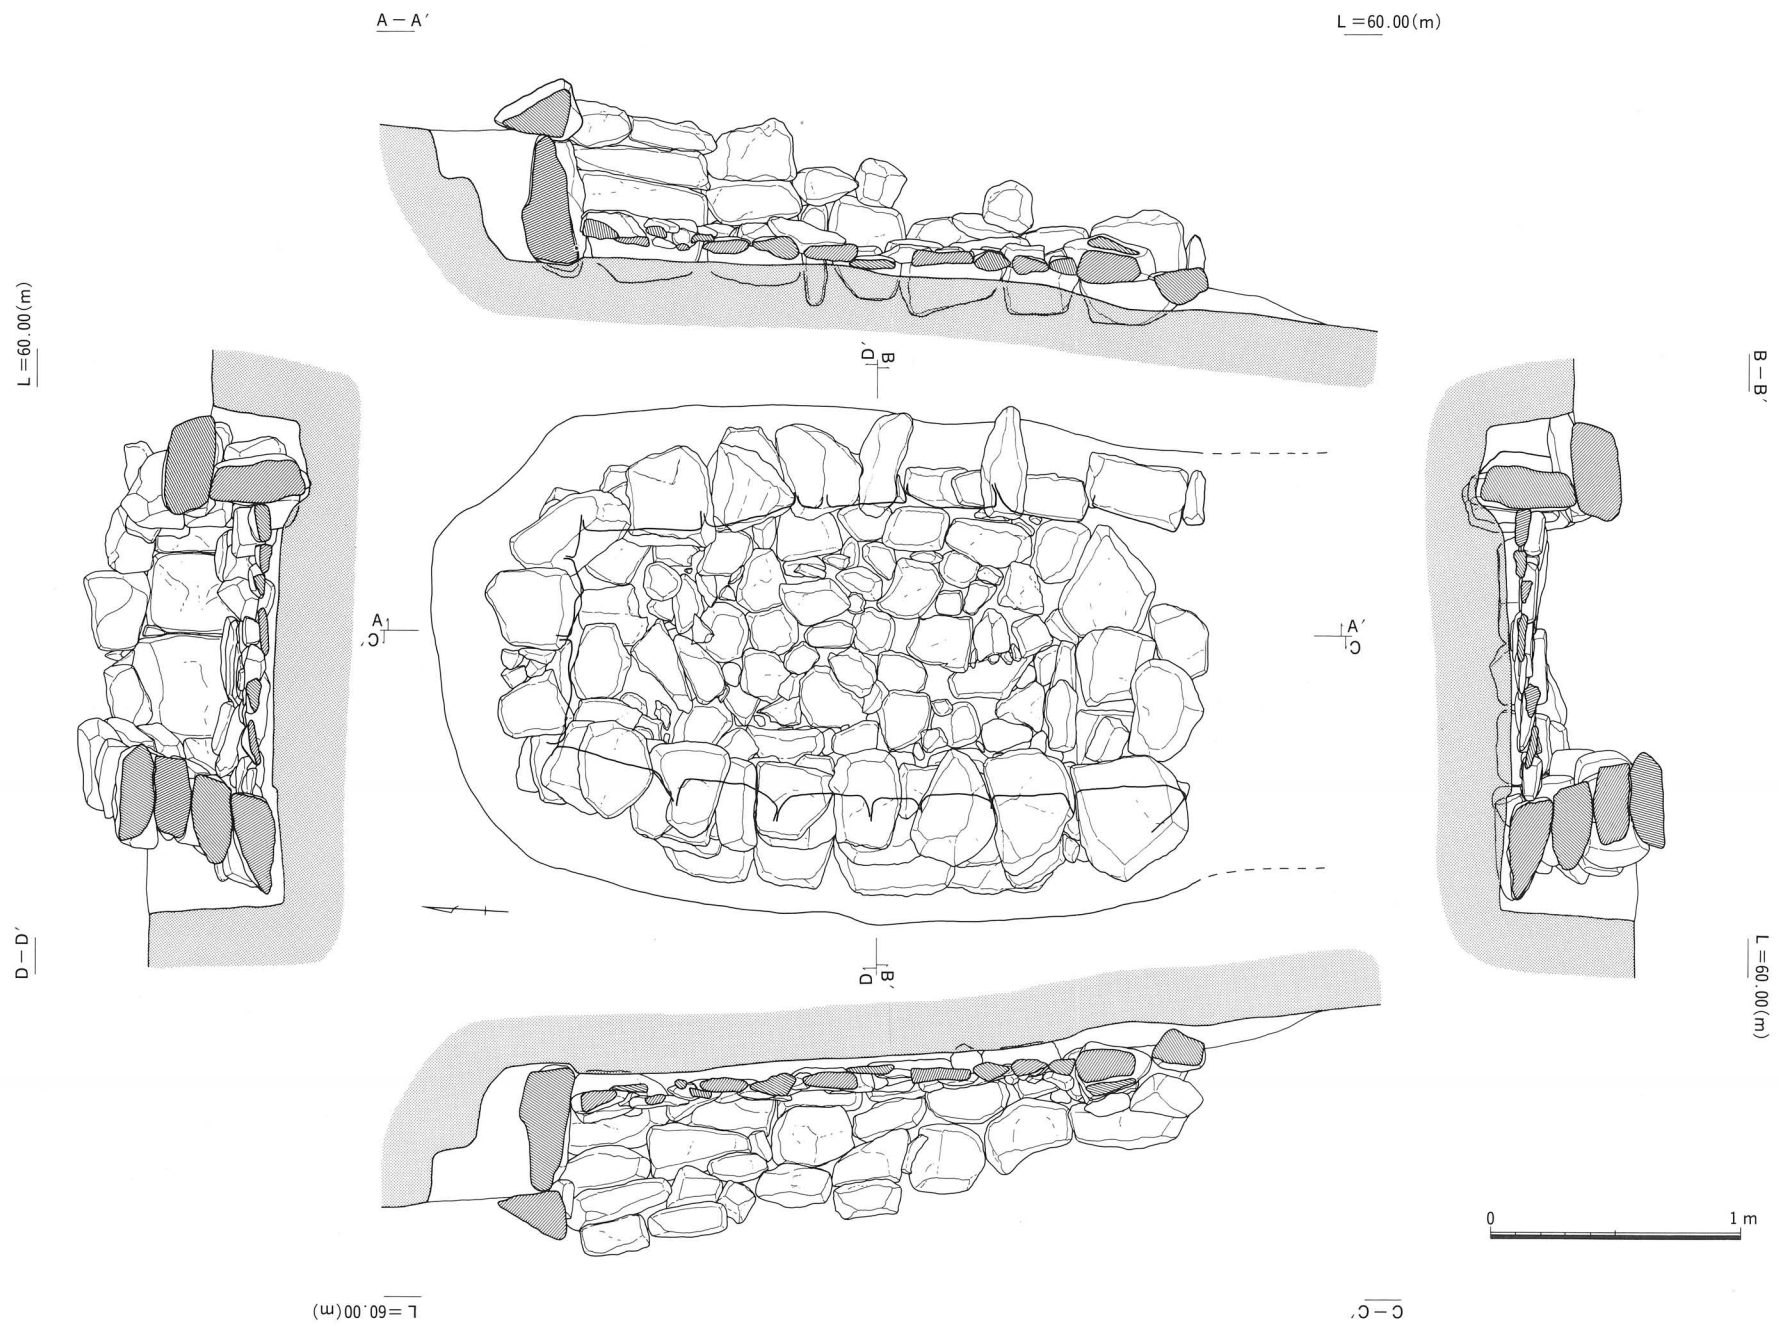 A－A′
L＝60.00(m)
L＝60.00(m)
B－B′
D′
B
A
C′
A′
C
D
B′
D－D′
L＝60.00(m)
0
1 m
L＝60.00(m)
C－C′